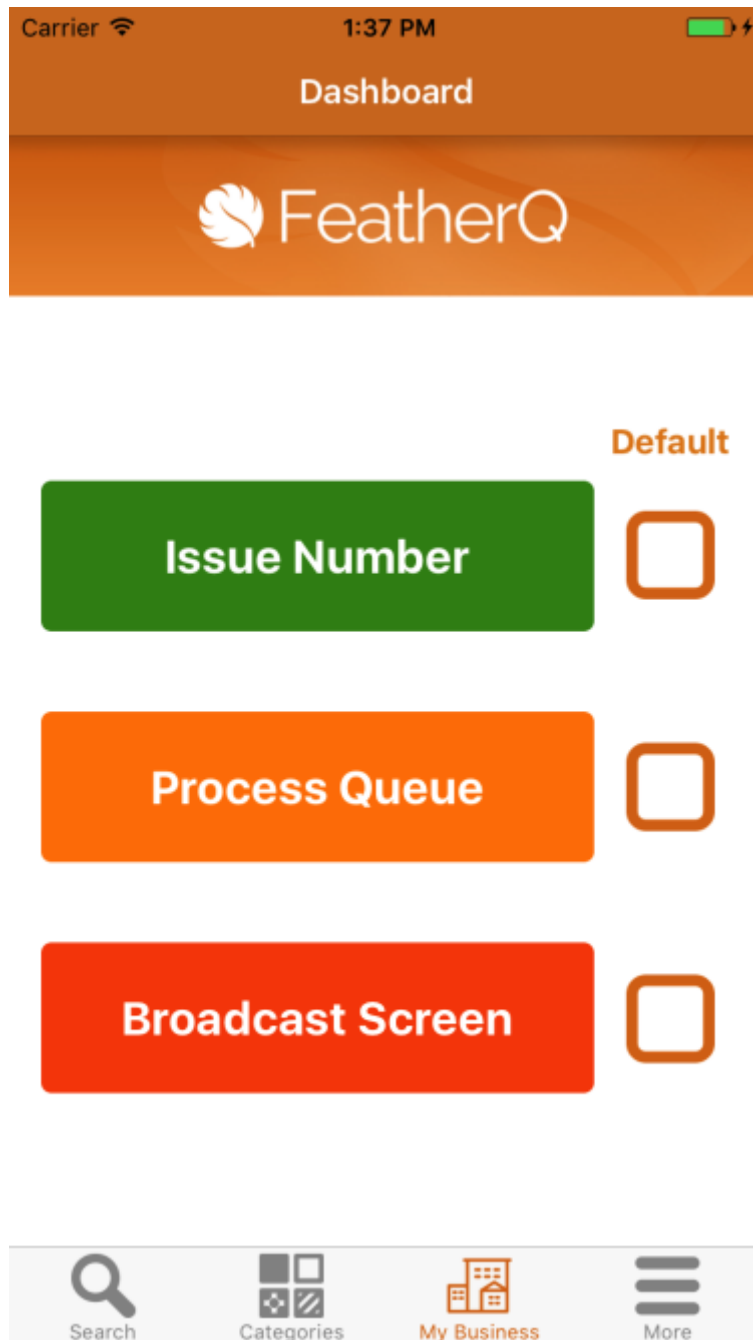 Carrier 1:37 PM
Dashboard
FeatherQ
Default
Issue Number
Process Queue
Broadcast Screen
Search Categories My Business More